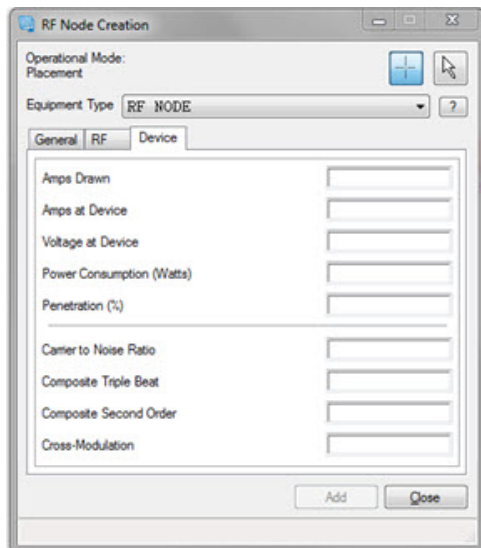 RF Node Creation
Operational Mode:
Placement
Equipment Type RF NODE ?
General RF Device
Amps Drawn
Amps at Device
Voltage at Device
Power Consumption (Watts)
Penetration (%)
Carrier to Noise Ratio
Composite Triple Beat
Composite Second Order
Cross-Modulation
Add Close